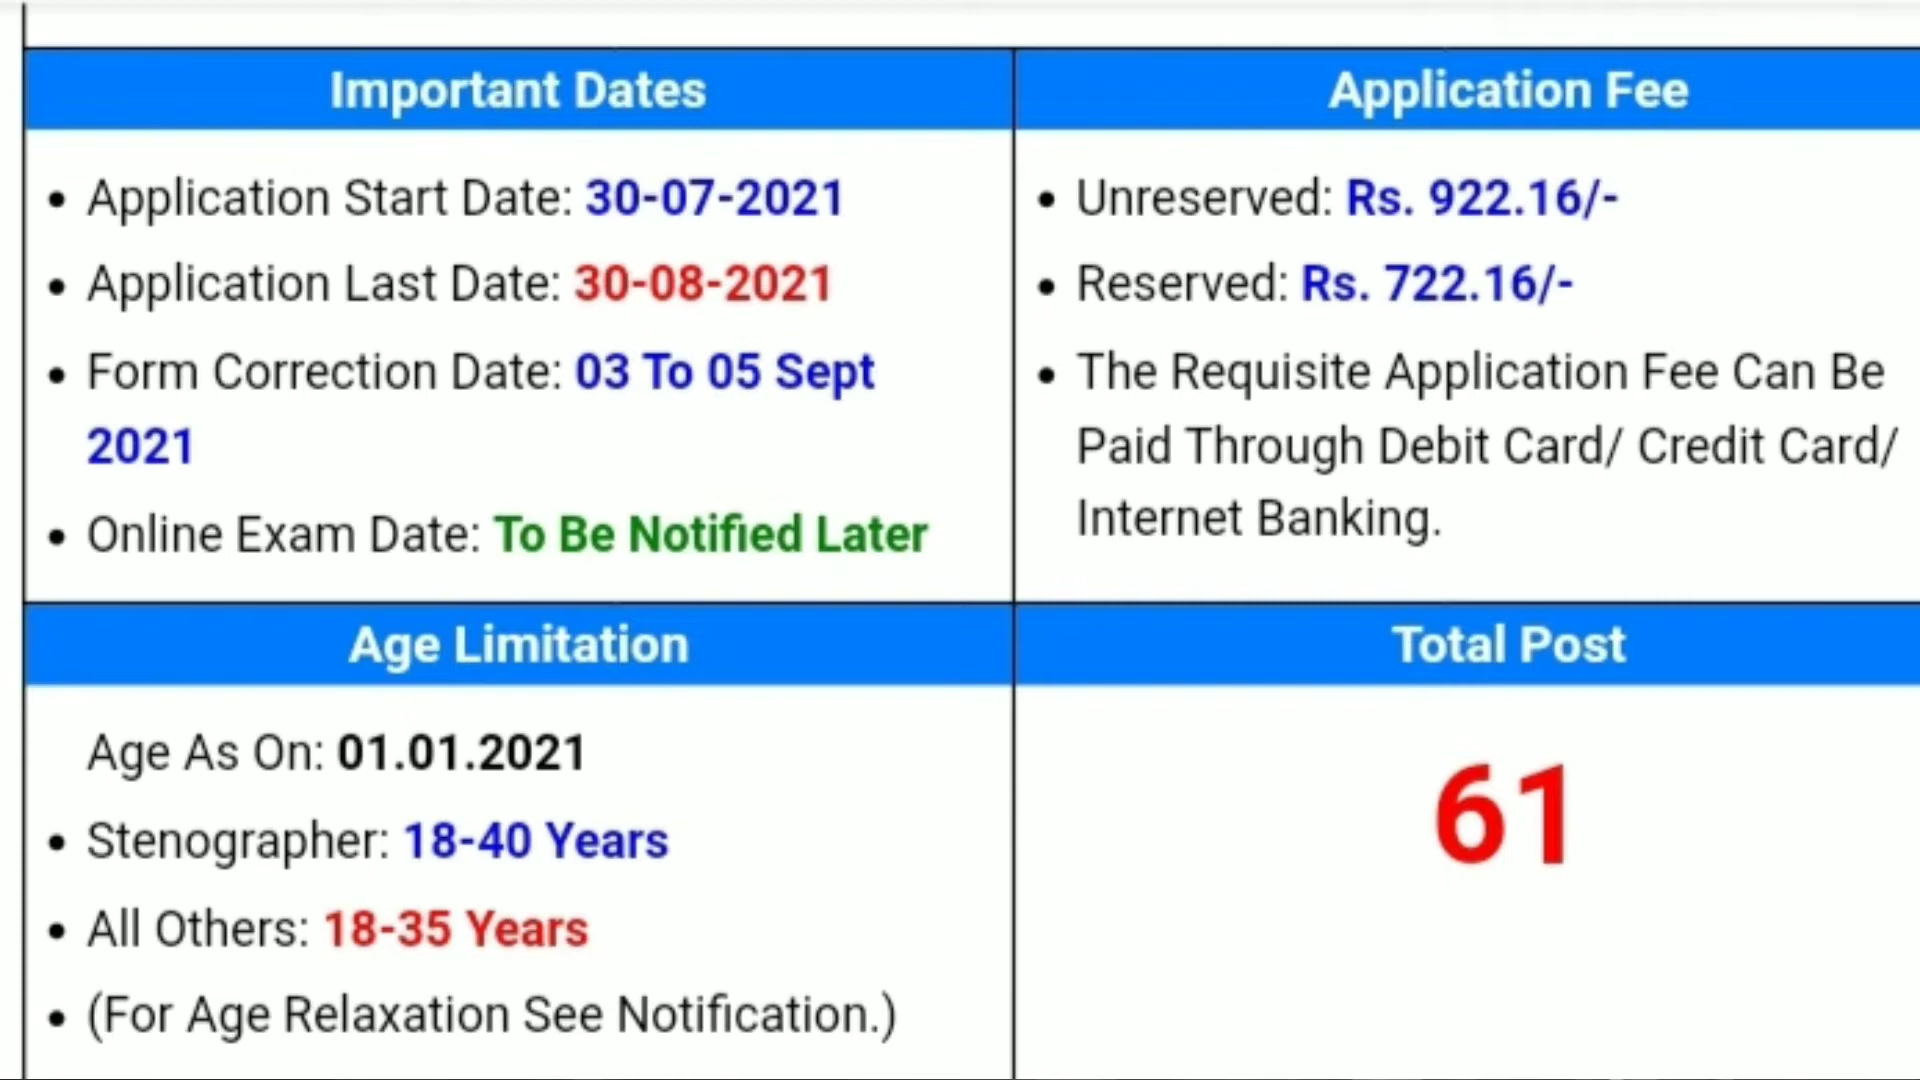 Important Dates
• Application Start Date: 30-07-2021
• Application Last Date: 30-08-2021
• Form Correction Date: 03 To 05 Sept
2021
• Online Exam Date: To Be Notified Later
Application Fee
• Unreserved: Rs. 922.16/-
• Reserved: Rs. 722.16/-
• The Requisite Application Fee Can Be
Paid Through Debit Card/ Credit Card/
Internet Banking.
Age Limitation
Age As On: 01.01.2021
• Stenographer: 18-40 Years
• All Others: 18-35 Years
• (For Age Relaxation See Notification.)
Total Post
61